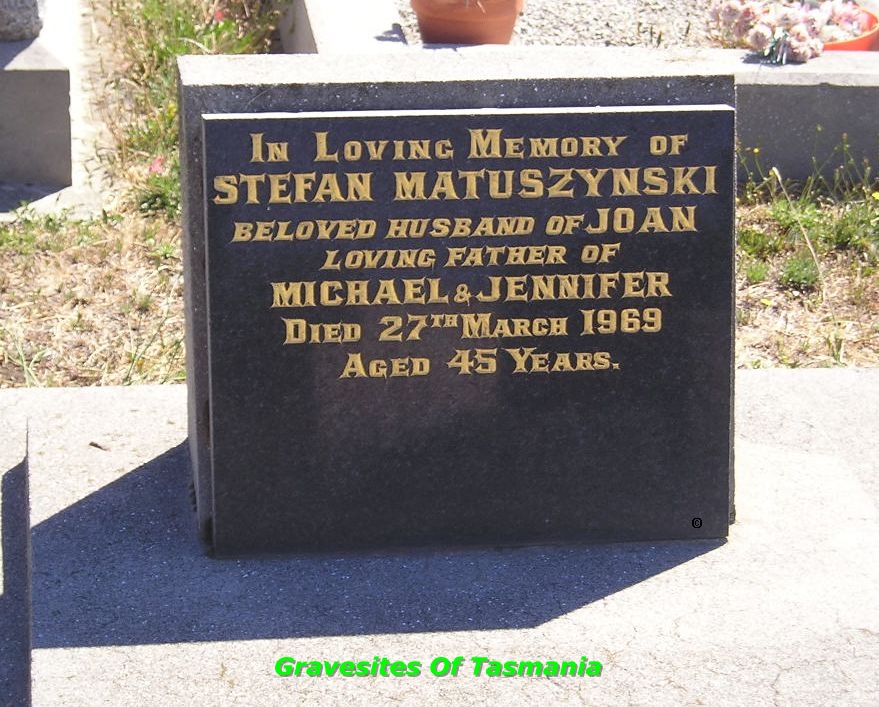 In Loving Memory of
STEFAN MATUSZYNSKI
BELOVED HUSBAND OF JOAN
LOVING FATHER OF
MICHAEL & JENNIFER
Died 27TH March 1969
Aged 45 Years.
©
Gravesites Of Tasmania